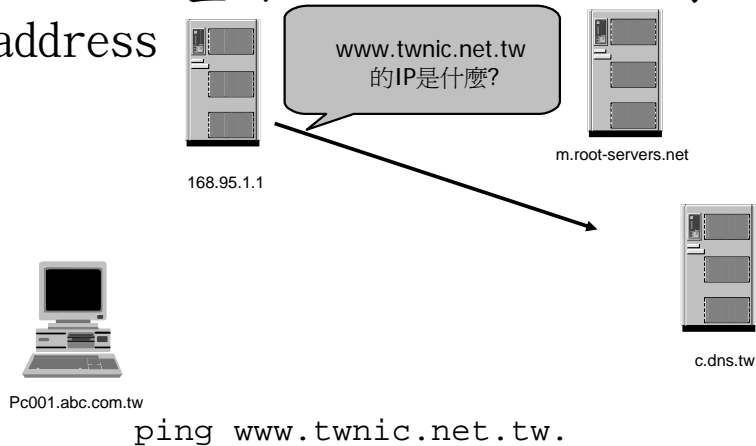 address
www.twnic.net.tw
的IP是什麼?
m.root-servers.net
168.95.1.1
c.dns.tw
Pc001.abc.com.tw
ping www.twnic.net.tw.